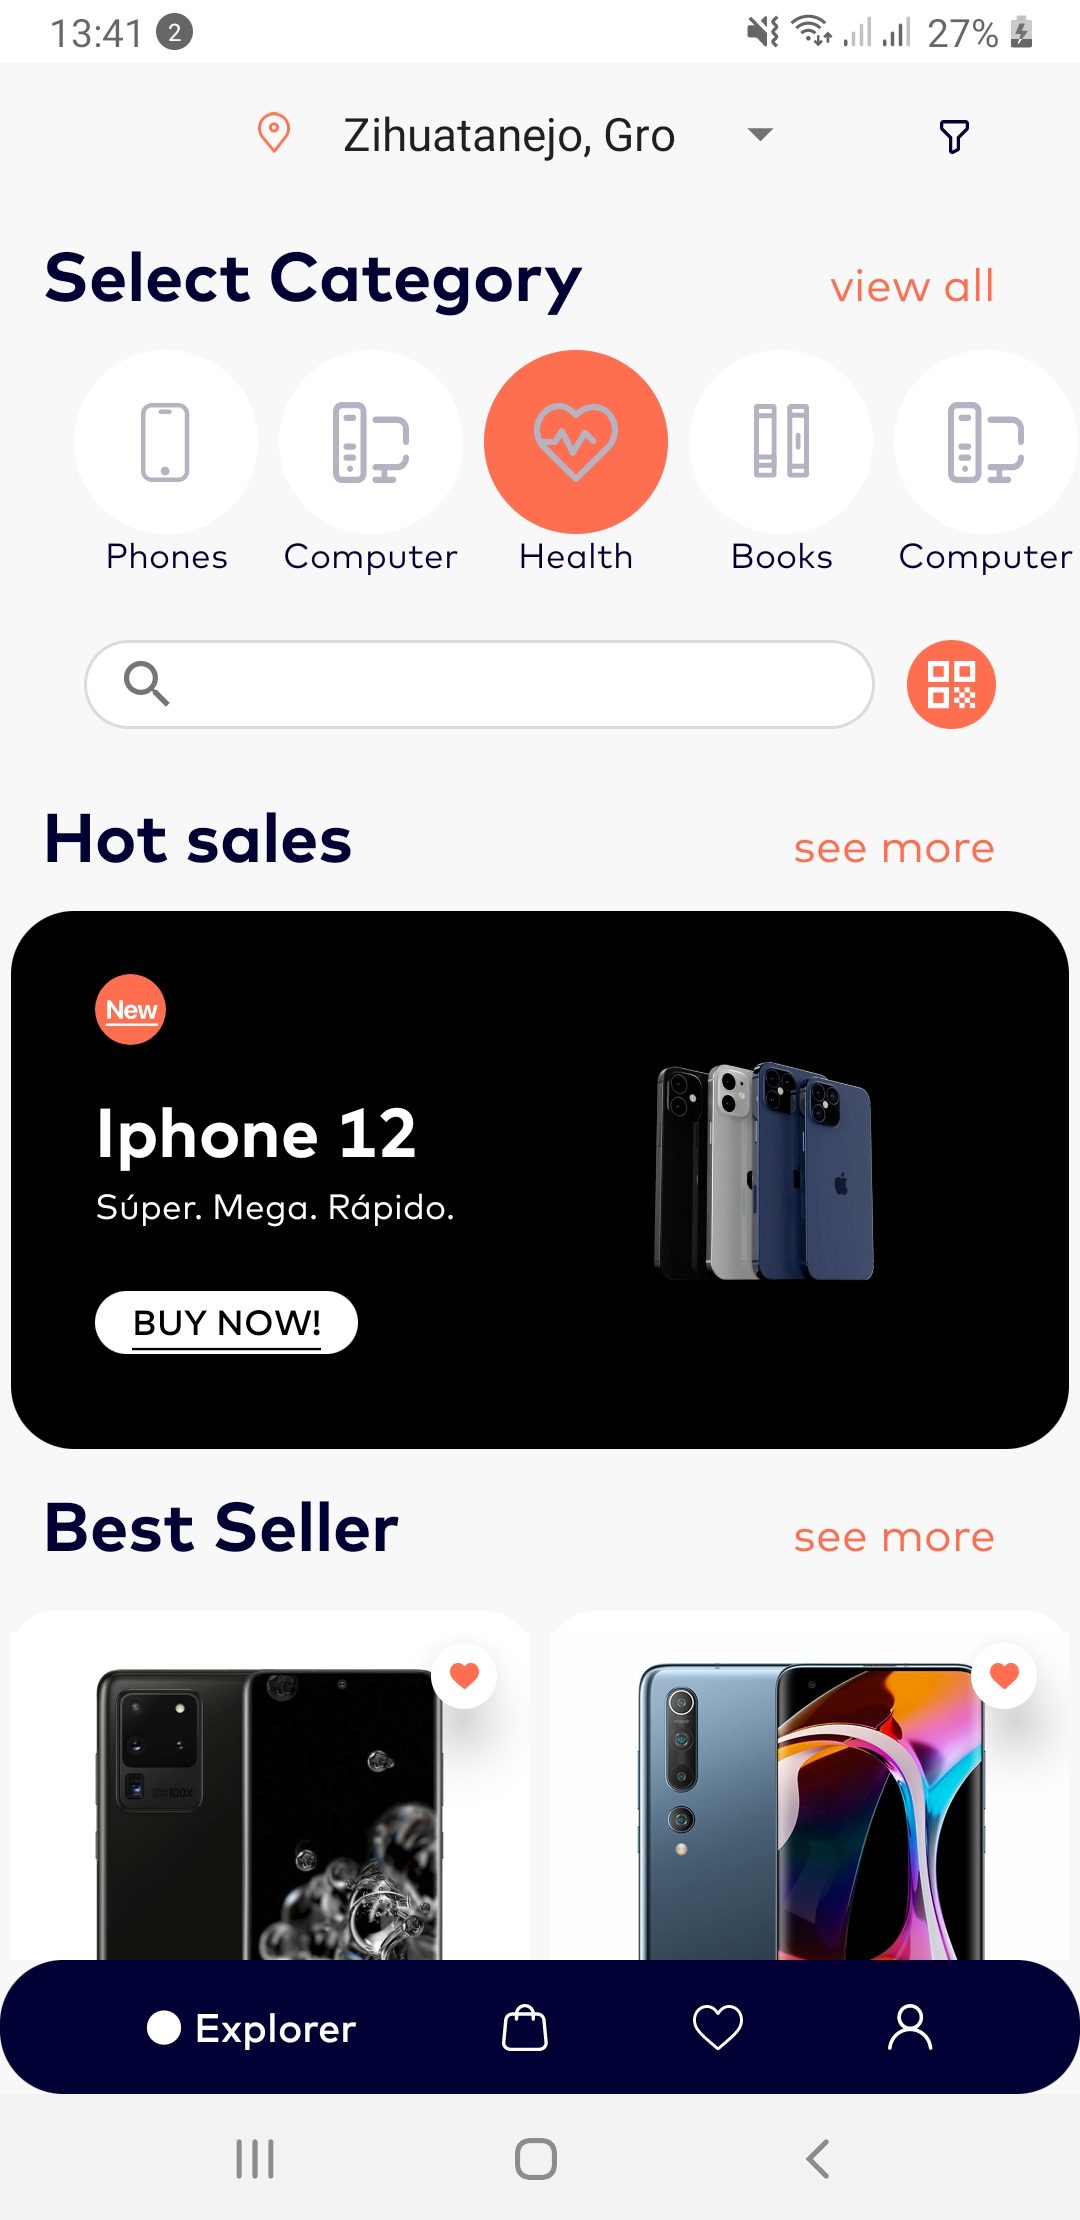 13:41 2 27%
Zihuatanejo, Gro
Select Category view all
Phones Computer Health Books Computer
Hot sales see more
New
Iphone 12
Súper. Mega. Rápido.
BUY NOW!
Best Seller see more
100X
Explorer